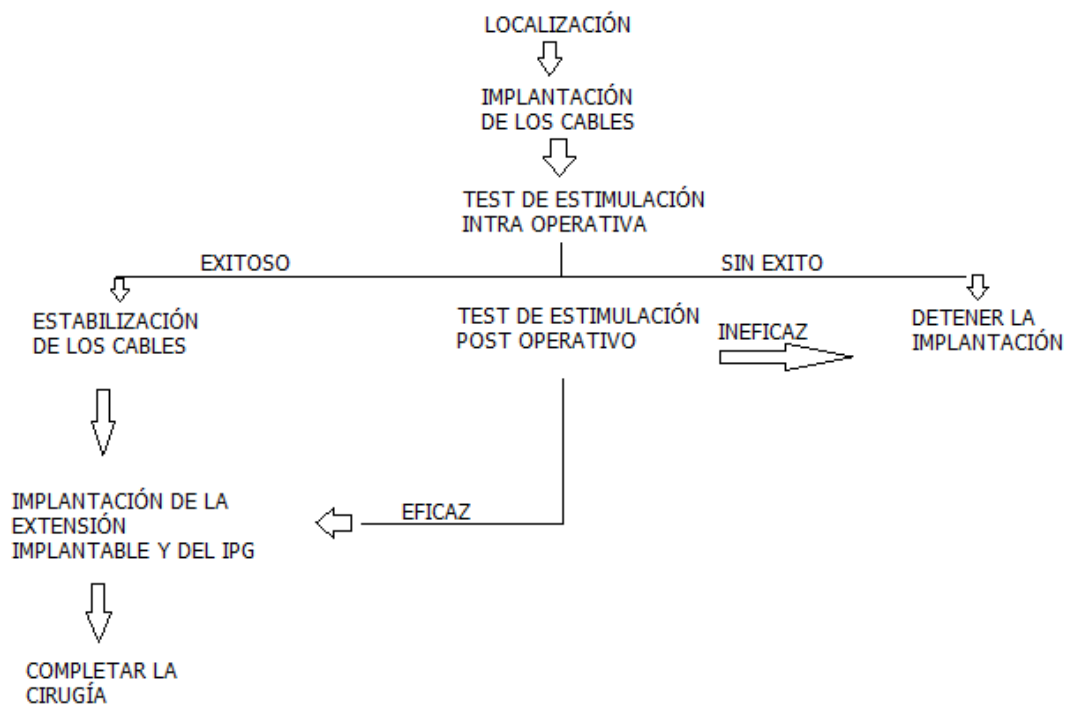 LOCALIZACIÓN
IMPLANTACIÓN
DE LOS CABLES
TEST DE ESTIMULACIÓN
INTRA OPERATIVA
EXITOSO
SIN EXITO
ESTABILIZACIÓN
DE LOS CABLES
TEST DE ESTIMULACIÓN
POST OPERATIVO
INEFICAZ
DETENER LA
IMPLANTACIÓN
IMPLANTACIÓN DE LA
EXTENSIÓN
IMPLANTABLE Y DEL IPG
EFICAZ
COMPLETAR LA
CIRUGÍA